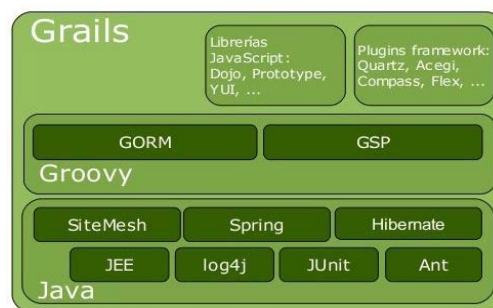 Grails
Librerías
JavaScript:
Dojo, Prototype,
YUI, ...
Plugins framework:
Quartz, Acegi,
Compass, Flex, ...
GORM
GSP
Groovy
SiteMesh
Spring
Hibernate
JEE
log4j
JUnit
Ant
Java